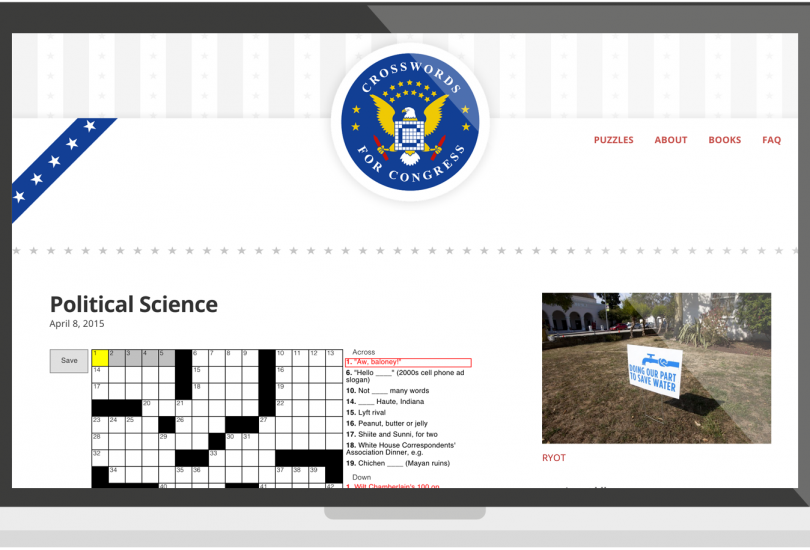 CROSSWORDS
FOR CONGRESS
PUZZLES ABOUT BOOKS FAQ
Political Science
April 8, 2015
Save
1 2 3 4 5 6 7 8 9 10 11 12 13
14 15 16
17 18 19
20 21 22
23 24 25 26 27
28 29 30 31
32 33
34 35 36 37 38 39
Across
1. "Aw, baloney!"
6. "Hello ____" (2000s cell phone ad
slogan)
10. Not ____ many words
14. ____ Haute, Indiana
15. Lyft rival
16. Peanut, butter or jelly
17. Shiite and Sunni, for two
18. White House Correspondents'
Association Dinner, e.g.
19. Chichen ____ (Mayan ruins)
Down
1. Wilt Chamberlain's 100 on
DOING OUR PART
TO SAVE WATER
RYOT